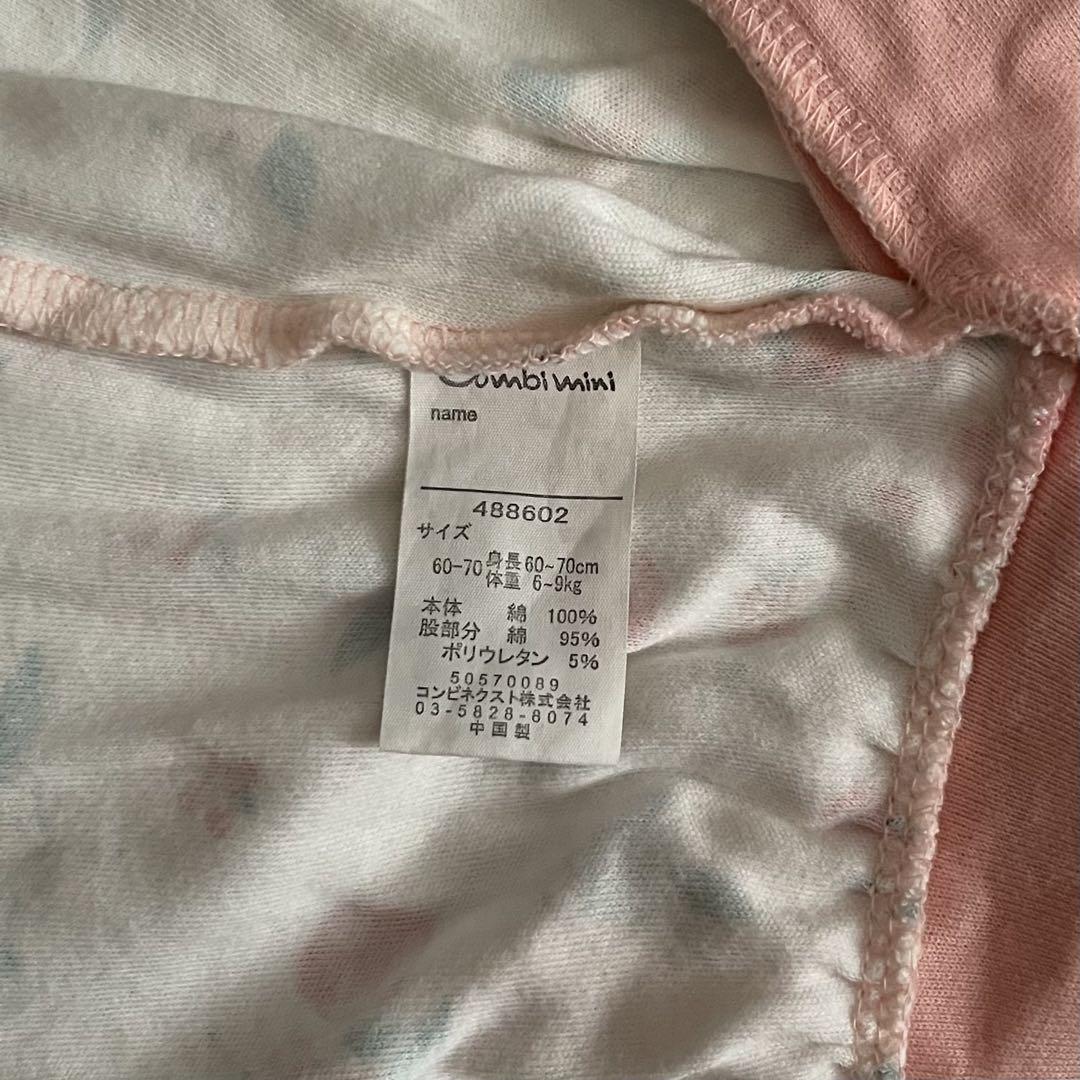 Combi mini
name
488602
サイズ
60-70 身長 60~70cm
体重 6~9kg
本体 綿 100%
股部分 綿 95%
ポリウレタン 5%
50570089
コンビネクスト株式会社
03-5828-8074
中国製